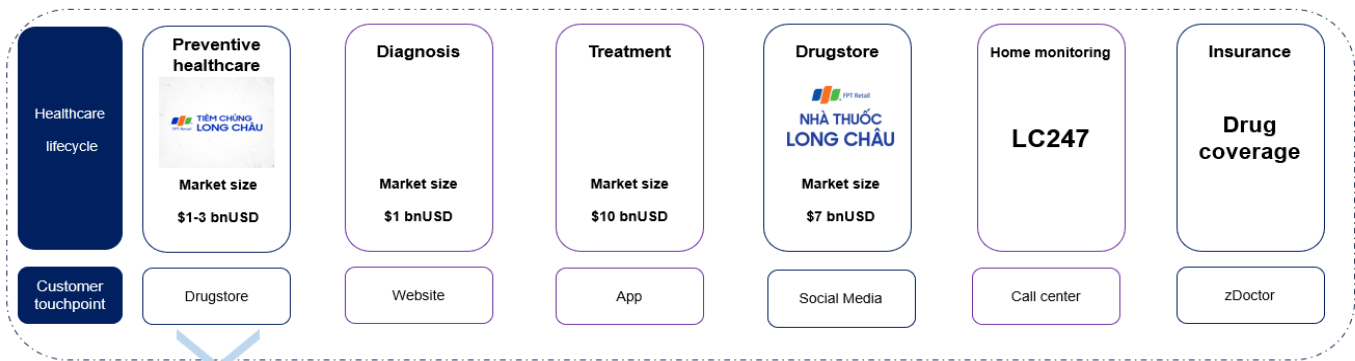 Healthcare
lifecycle
Preventive
healthcare
FPT Retail
TIÊM CHỦNG
LONG CHÂU
Market size
$1-3 bnUSD
Diagnosis
Market size
$1 bnUSD
Treatment
Market size
$10 bnUSD
Drugstore
FPT Retail
NHÀ THUỐC
LONG CHÂU
Market size
$7 bnUSD
Home monitoring
LC247
Insurance
Drug
coverage
Customer
touchpoint
Drugstore
Website
App
Social Media
Call center
zDoctor